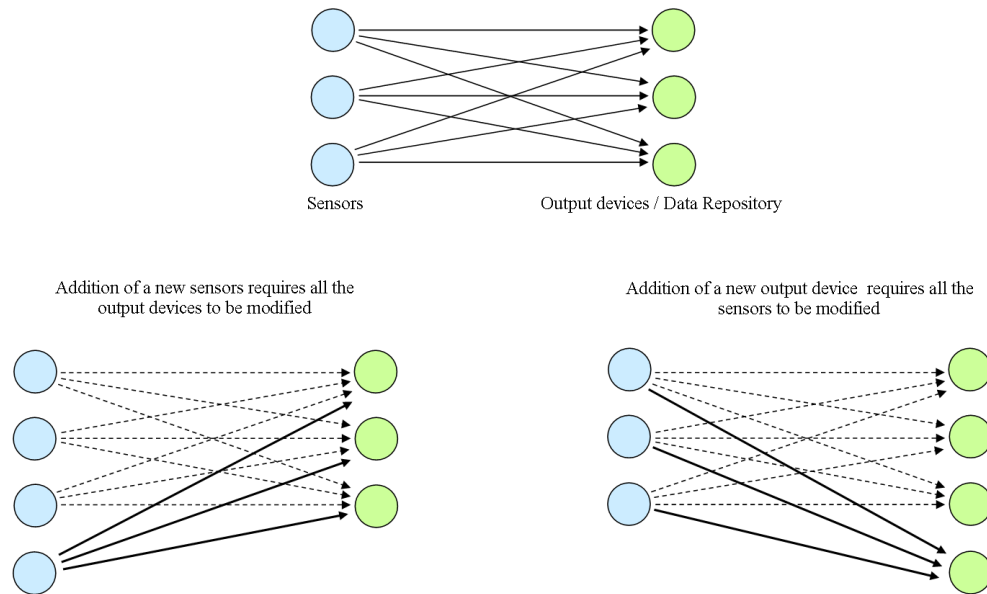 Sensors
Output devices / Data Repository
Addition of a new sensors requires all the
output devices to be modified
Addition of a new output device requires all the
sensors to be modified